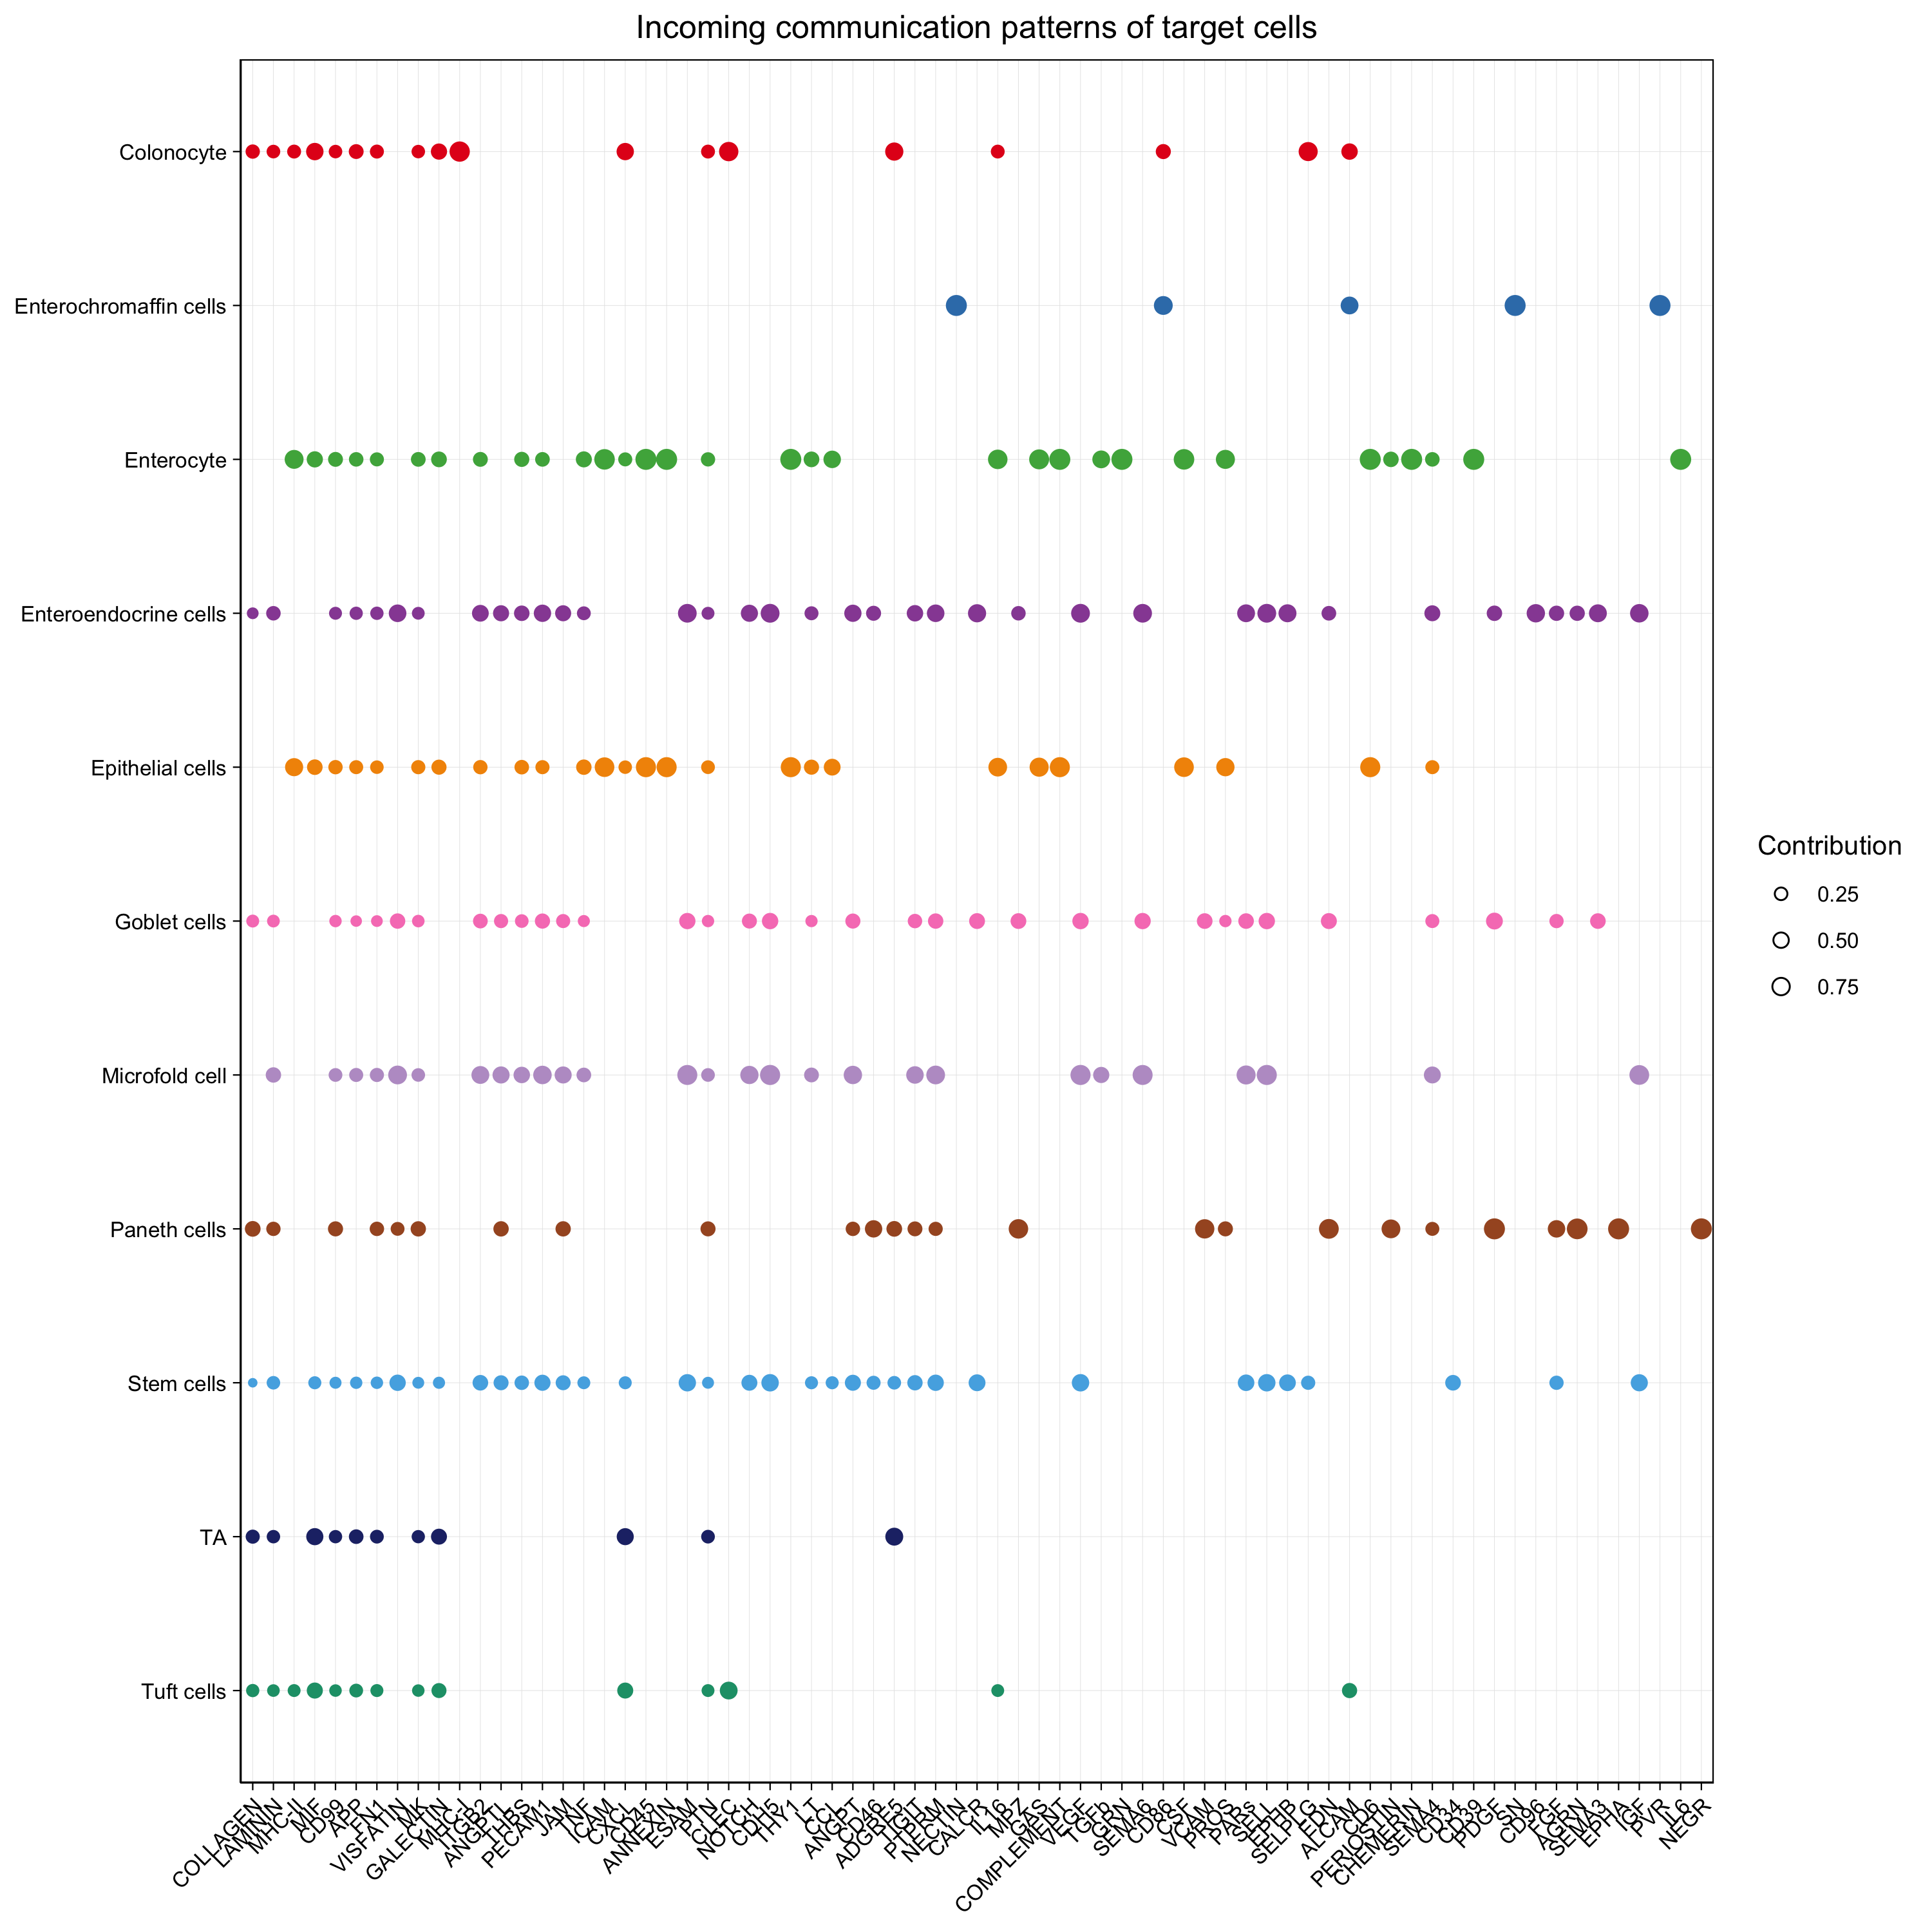 Incoming communication patterns of target cells
Colonocyte
Enterochromaffin cells
Enterocyte
Enteroendocrine cells
Epithelial cells
Goblet cells
Microfold cell
Paneth cells
Stem cells
TA
Tuft cells
COLLAGEN
LAMININ
MHC-II
MIF
CD99
APP
FN1
VISFATIN
MK
GALECTIN
MHC-I
ITGB2
ANGPTL
THBS
PECAM1
JAM
TNF
ICAM
CXCL
CD45
ANNEXIN
ESAM
PTN
CLEC
NOTCH
CDH5
THY1
LT
CCL
ANGPT
CD46
ADGRE5
TIGIT
PTPRM
NECTIN
CALCR
IL16
MPZ
GAS
COMPLEMENT
VEGF
TGFb
GRN
SEMA6
CD86
CSF
VCAM
PROS
PARs
SELL
EPHB
SELPLG
EDN
ALCAM
CD6
PERIOSTIN
CHEMERIN
SEMA4
CD34
CD39
PDGF
SN
CD96
FGF
AGRN
SEMA3
EPHA
IGF
PVR
IL6
NEGR
Contribution
0.25
0.50
0.75